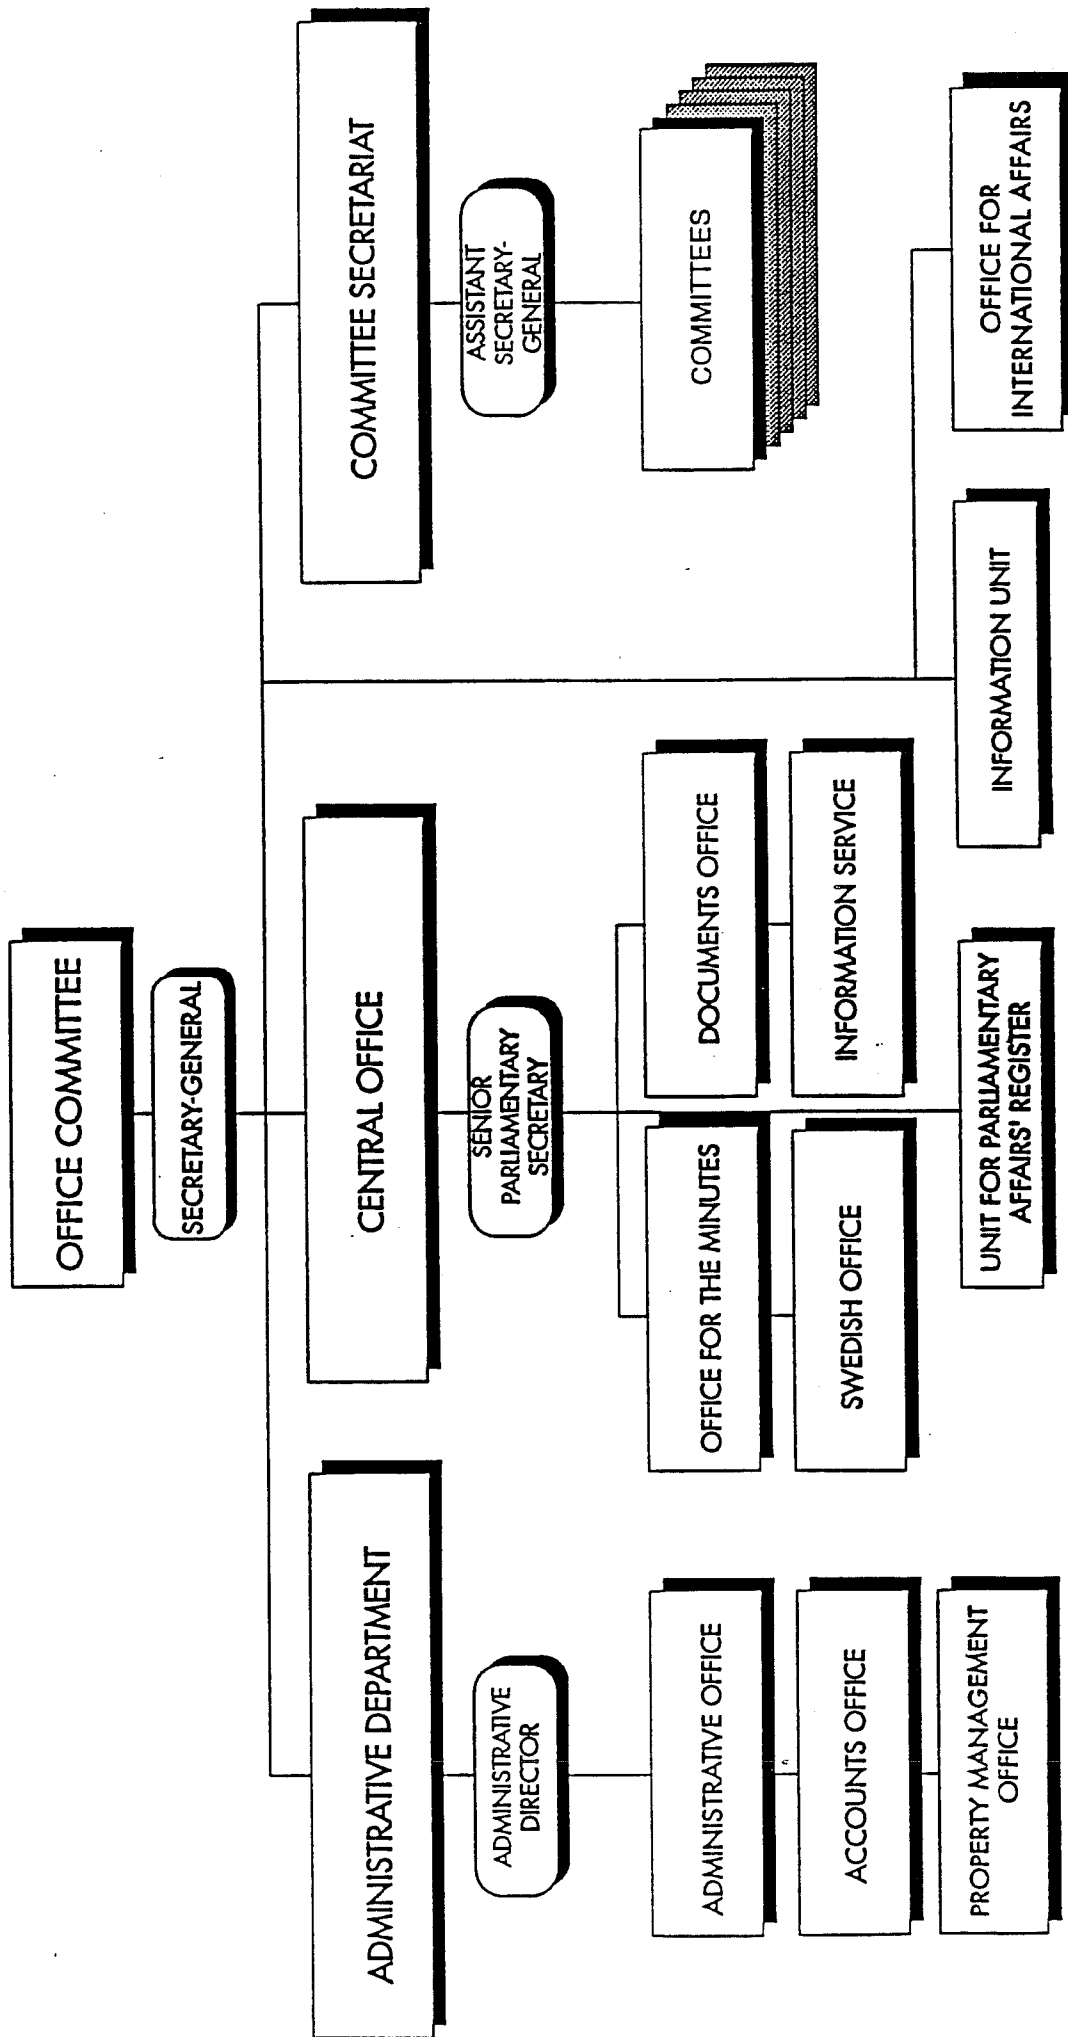 OFFICE COMMITTEE
SECRETARY-GENERAL
ADMINISTRATIVE DEPARTMENT
CENTRAL OFFICE
COMMITTEE SECRETARIAT
ADMINISTRATIVE
DIRECTOR
SENIOR
PARLIAMENTARY
SECRETARY
ASSISTANT
SECRETARY-
GENERAL
ADMINISTRATIVE OFFICE
OFFICE FOR THE MINUTES
DOCUMENTS OFFICE
COMMITTEES
ACCOUNTS OFFICE
SWEDISH OFFICE
INFORMATION SERVICE
PROPERTY MANAGEMENT
OFFICE
UNIT FOR PARLIAMENTARY
AFFAIRS' REGISTER
INFORMATION UNIT
OFFICE FOR
INTERNATIONAL AFFAIRS